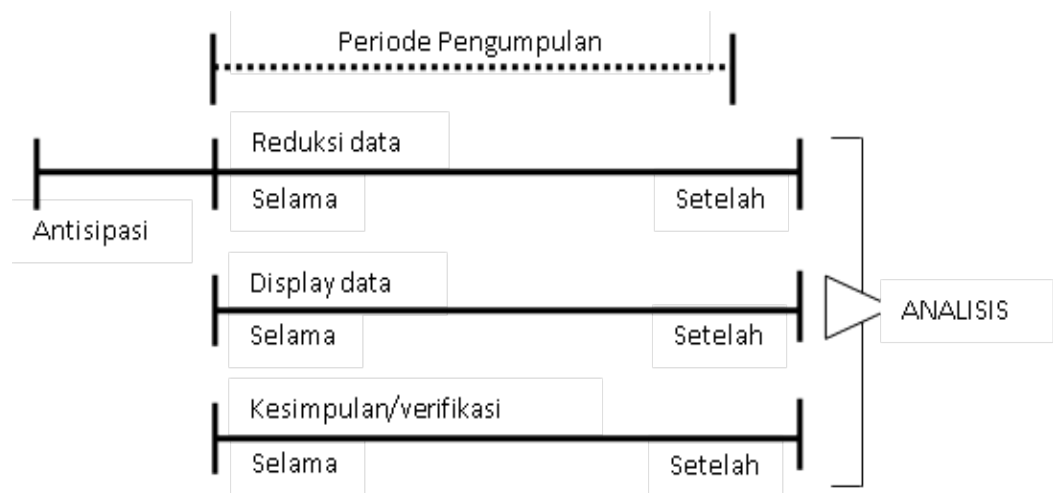 Periode Pengumpulan
Reduksi data
Selama
Setelah
Antisipasi
Display data
Selama
Setelah
ANALISIS
Kesimpulan/verifikasi
Selama
Setelah